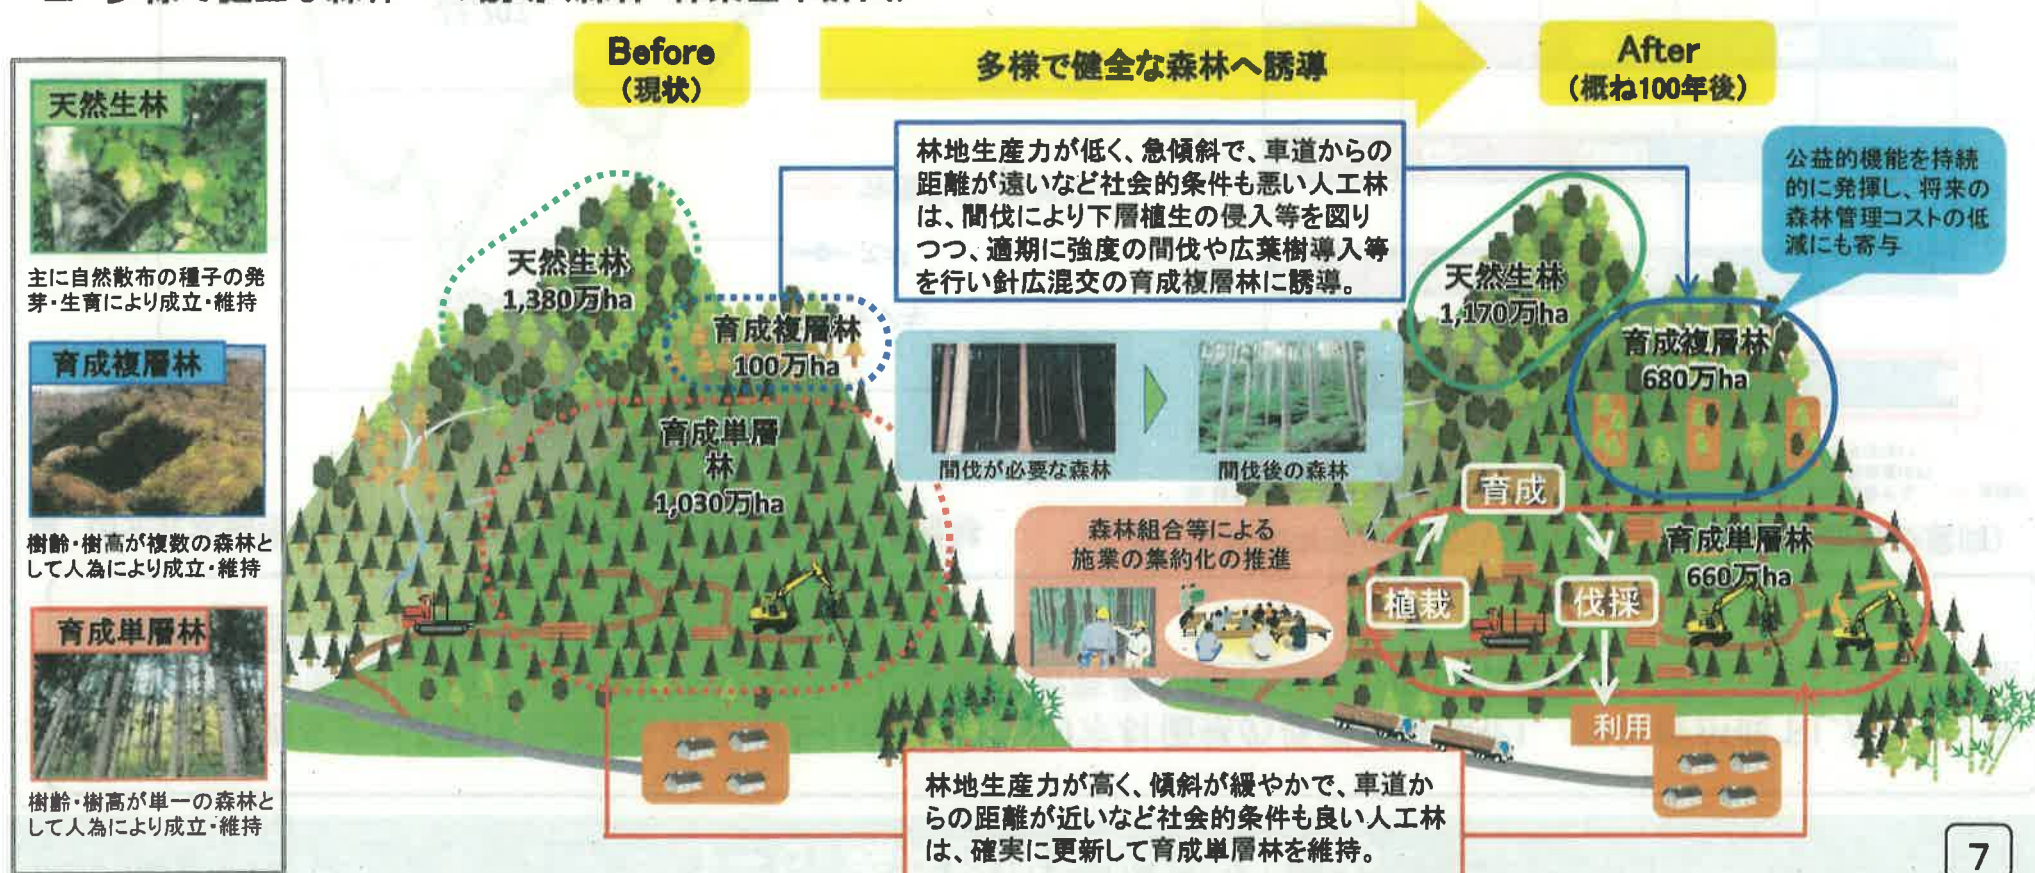 Before
(現状)
多様で健全な森林へ誘導
After
(概ね100年後)
天然生林
主に自然散布の種子の発
芽・生育により成立・維持
育成複層林
樹齢・樹高が複数の森林と
して人為により成立・維持
育成単層林
樹齢・樹高が単一の森林と
して人為により成立・維持
天然生林
1,380万ha
育成複層林
100万ha
育成単層
林
1,030万ha
林地生産力が低く、急傾斜で、車道からの
距離が遠いなど社会的条件も悪い人工林
は、間伐により下層植生の侵入等を図り
つつ、適期に強度の間伐や広葉樹導入等
を行い針広混交の育成複層林に誘導。
間伐が必要な森林
間伐後の森林
森林組合等による
施業の集約化の推進
公益的機能を持続
的に発揮し、将来の
森林管理コストの低
減にも寄与
天然生林
1,170万ha
育成複層林
680万ha
育成
育成単層林
660万ha
植栽
伐採
利用
林地生産力が高く、傾斜が緩やかで、車道か
らの距離が近いなど社会的条件も良い人工林
は、確実に更新して育成単層林を維持。
7